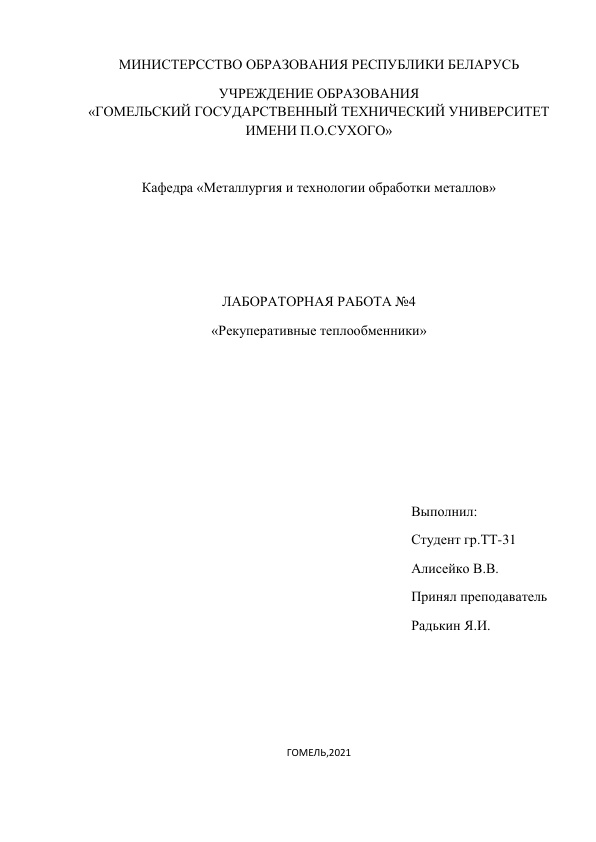 МИНИСТЕРССТВО ОБРАЗОВАНИЯ РЕСПУБЛИКИ БЕЛАРУСЬ
УЧРЕЖДЕНИЕ ОБРАЗОВАНИЯ
«ГОМЕЛЬСКИЙ ГОСУДАРСТВЕННЫЙ ТЕХНИЧЕСКИЙ УНИВЕРСИТЕТ
ИМЕНИ П.О.СУХОГО»
Кафедра «Металлургия и технологии обработки металлов»
ЛАБОРАТОРНАЯ РАБОТА №4
«Рекуперативные теплообменники»
Выполнил:
Студент гр.ТТ-31
Алисейко В.В.
Принял преподаватель
Радькин Я.И.
ГОМЕЛЬ,2021